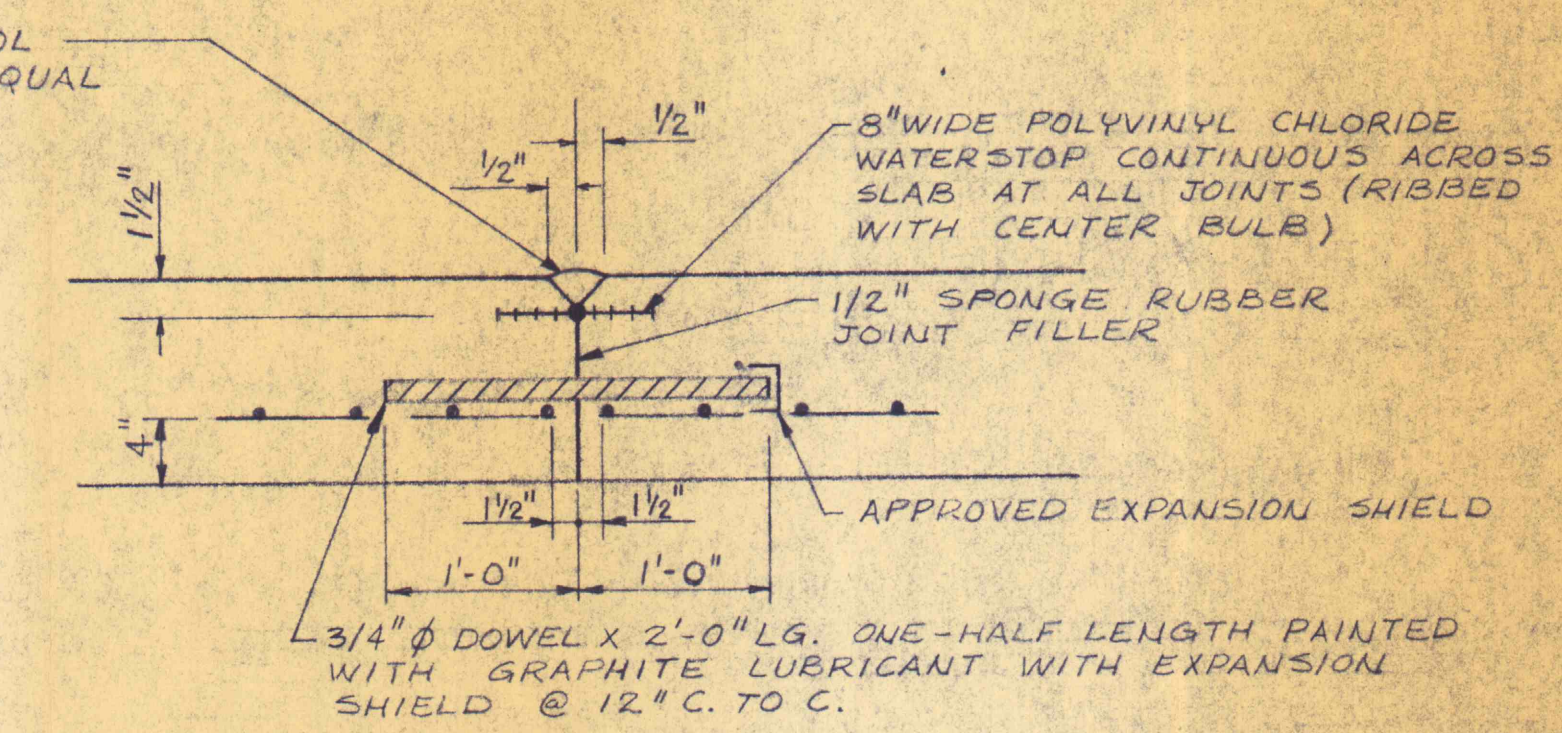 OL
EQUAL
1/2"
1/2"
1 1/2"
8" WIDE POLYVINYL CHLORIDE
WATERSTOP CONTINUOUS ACROSS
SLAB AT ALL JOINTS (RIBBED
WITH CENTER BULB)
1/2" SPONGE RUBBER
JOINT FILLER
4"
1 1/2"
1 1/2"
APPROVED EXPANSION SHIELD
1'-0"
1'-0"
3/4" φ DOWEL X 2'-0" LG. ONE-HALF LENGTH PAINTED
WITH GRAPHITE LUBRICANT WITH EXPANSION
SHIELD @ 12" C. TO C.